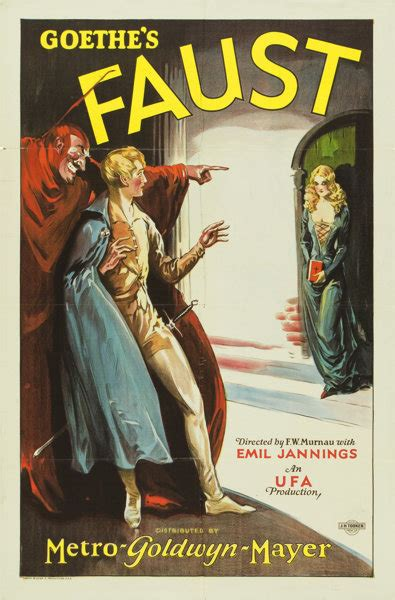 GOETHE'S
FAUST
Directed by F.W. Murnau with
EMIL JANNINGS
An
UFA
Production,
DISTRIBUTED BY
Metro-Goldwyn-Mayer